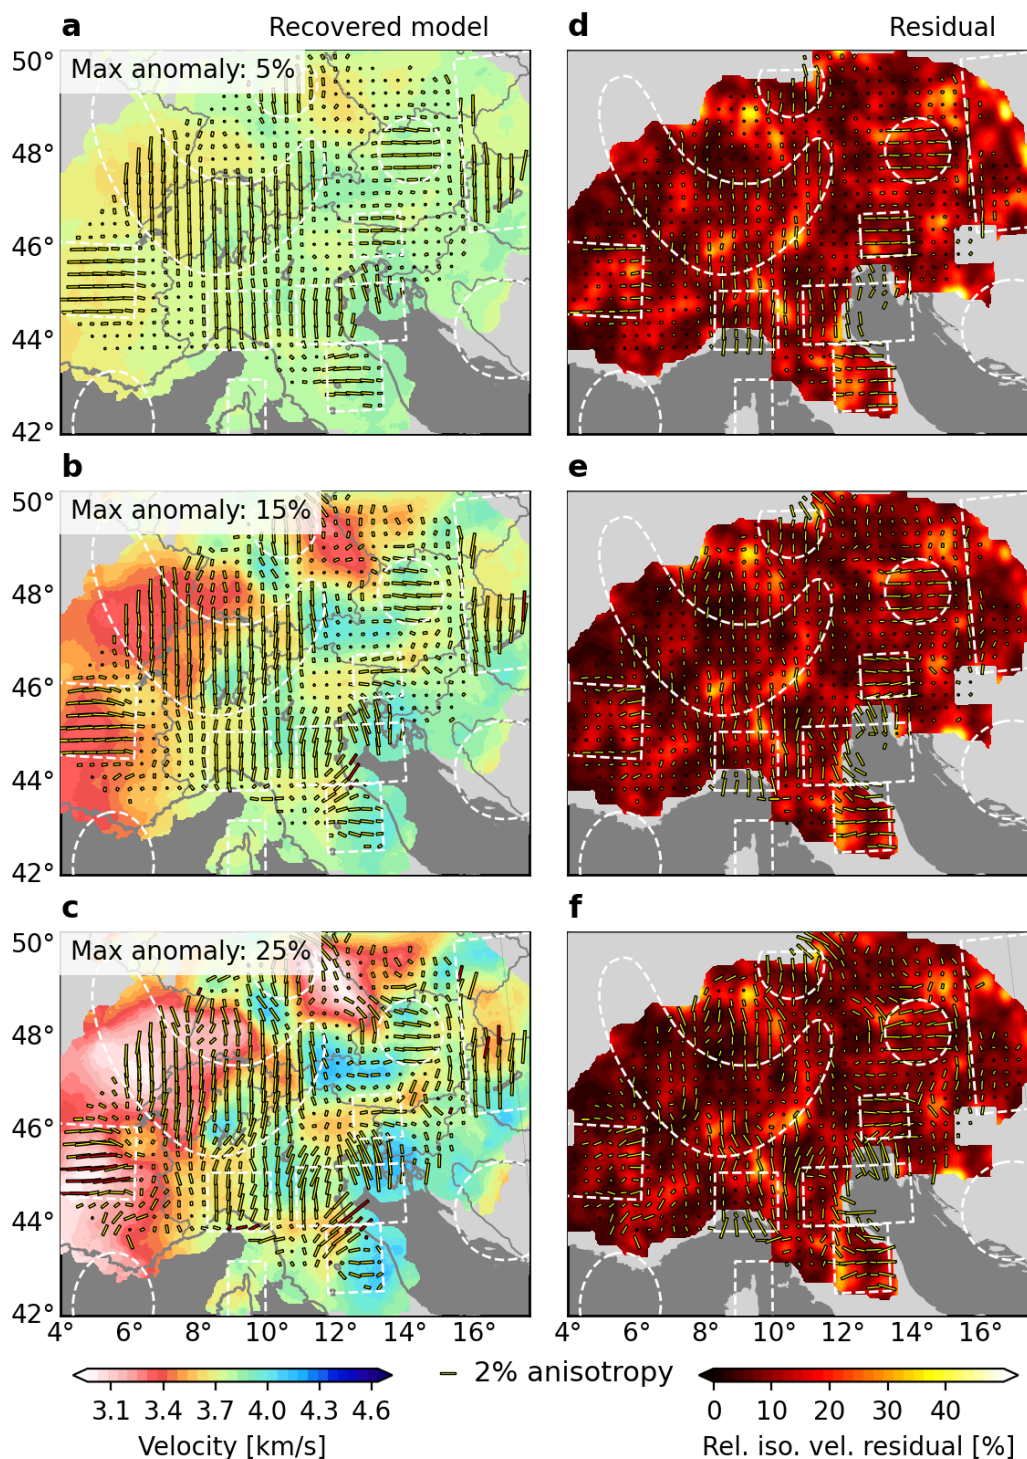 a Recovered model d Residual
Max anomaly: 5%
50°
48°
46°
44°
42°
b e
Max anomaly: 15%
50°
48°
46°
44°
42°
c f
Max anomaly: 25%
50°
48°
46°
44°
42°
4° 6° 8° 10° 12° 14° 16° 4° 6° 8° 10° 12° 14° 16°
2% anisotropy
3.1 3.4 3.7 4.0 4.3 4.6 0 10 20 30 40
Velocity [km/s] Rel. iso. vel. residual [%]